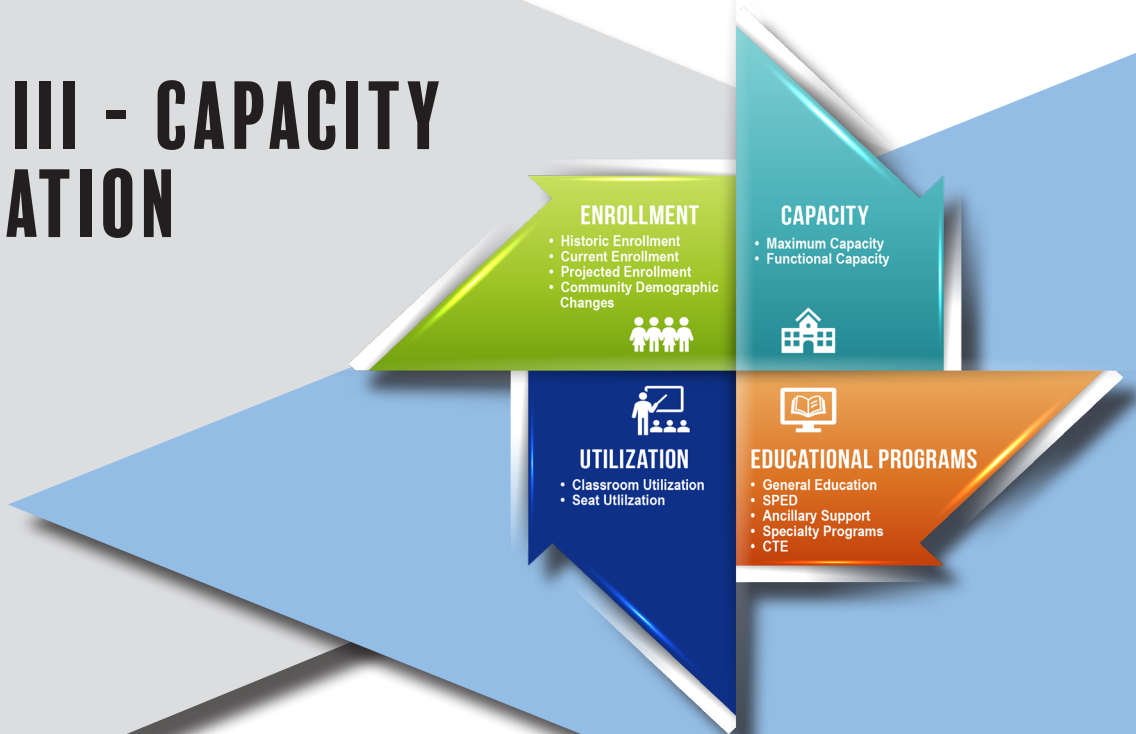 III - CAPACITY
ATION
ENROLLMENT
• Historic Enrollment
• Current Enrollment
• Projected Enrollment
• Community Demographic
Changes
CAPACITY
• Maximum Capacity
• Functional Capacity
UTILIZATION
• Classroom Utilization
• Seat Utlilzation
EDUCATIONAL PROGRAMS
• General Education
• SPED
• Ancillary Support
• Specialty Programs
• CTE